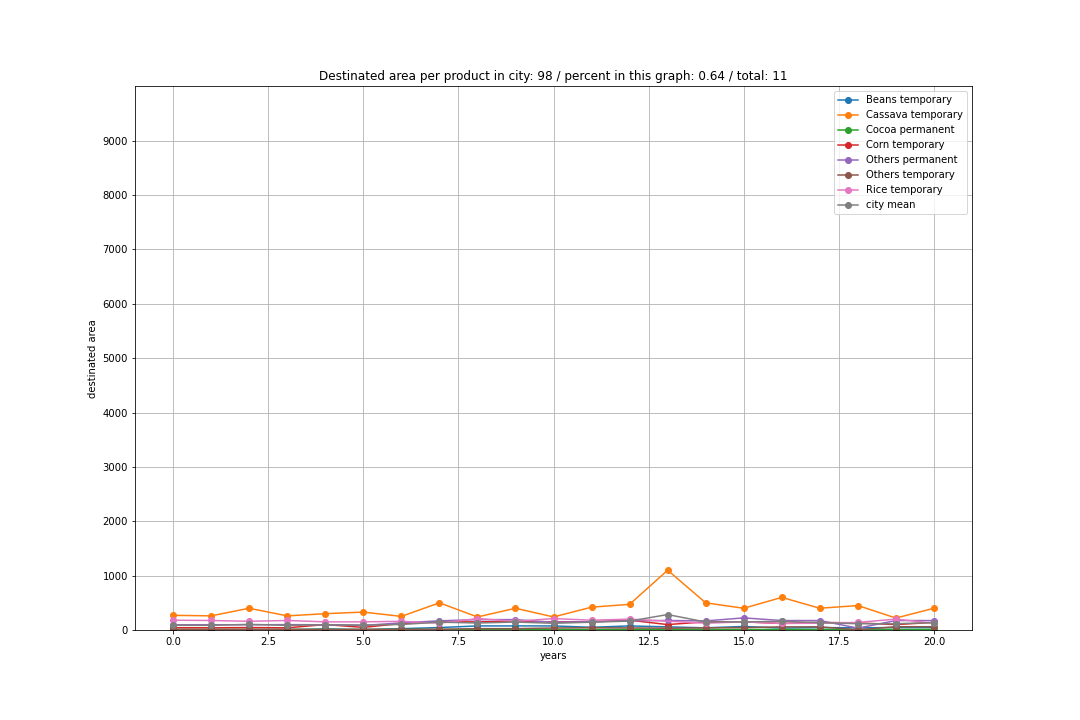 Destinated area per product in city: 98 / percent in this graph: 0.64 / total: 11
Beans temporary
Cassava temporary
Cocoa permanent
Corn temporary
Others permanent
Others temporary
Rice temporary
city mean
destinated area
9000
8000
7000
6000
5000
4000
3000
2000
1000
0
0.0 2.5 5.0 7.5 10.0 12.5 15.0 17.5 20.0
years